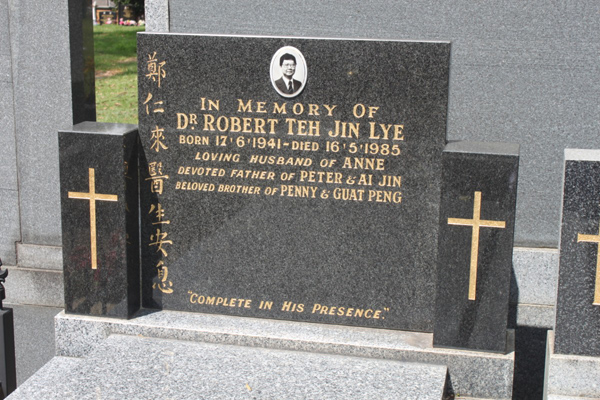 鄭仁來醫生安息
IN MEMORY OF
DR ROBERT TEH JIN LYE
BORN 17·6·1941-DIED 16·5·1985
LOVING HUSBAND OF ANNE
DEVOTED FATHER OF PETER & AI JIN
BELOVED BROTHER OF PENNY & GUAT PENG
"COMPLETE IN HIS PRESENCE."